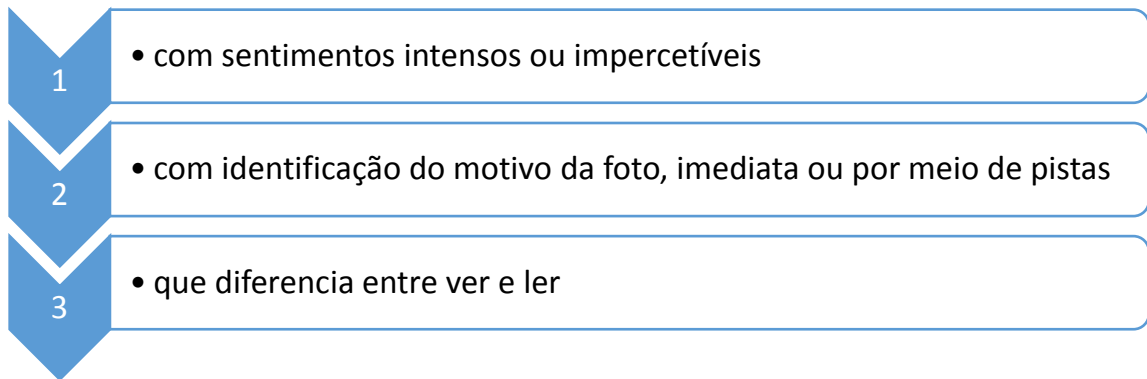 1
• com sentimentos intensos ou impercetíveis
2
• com identificação do motivo da foto, imediata ou por meio de pistas
3
• que diferencia entre ver e ler